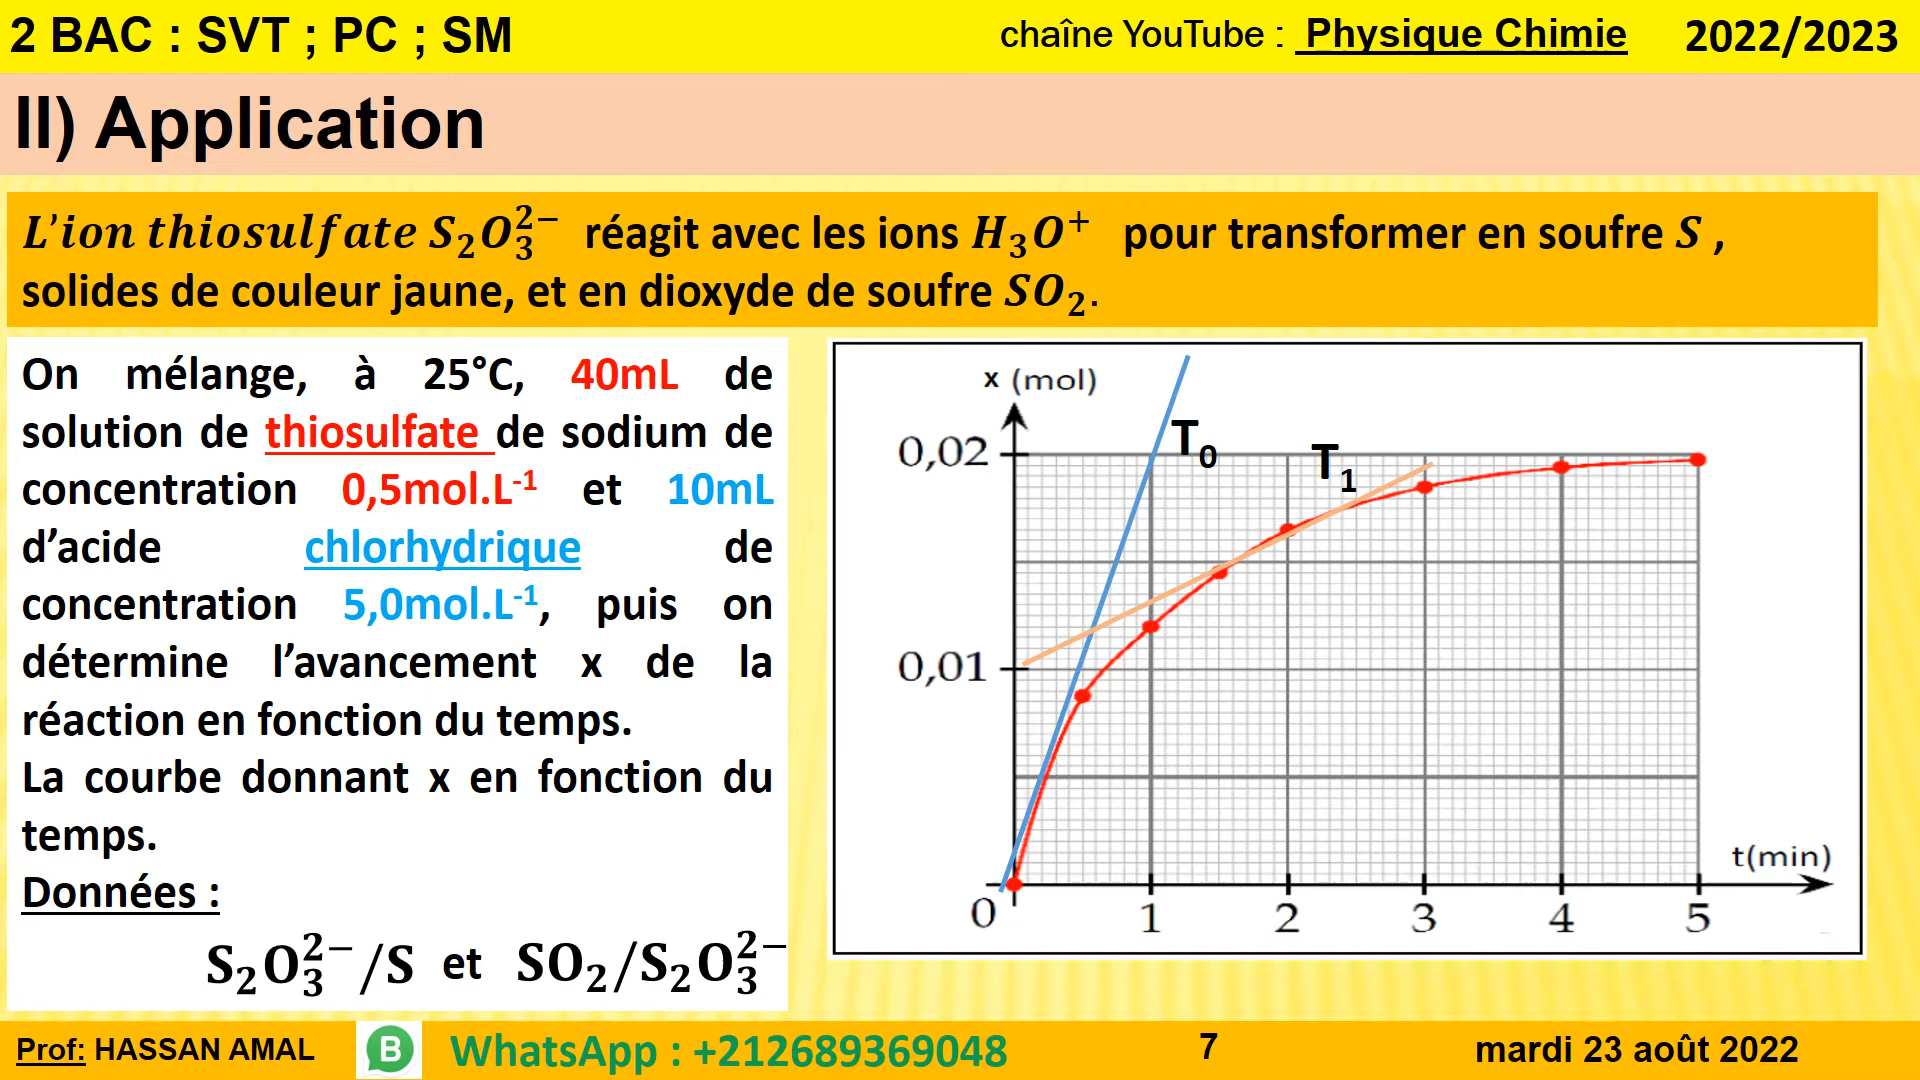 2 BAC : SVT ; PC ; SM
chaîne YouTube : Physique Chimie 2022/2023
II) Application
L'ion thiosulfate S₂O₃²⁻ réagit avec les ions H₃O⁺ pour transformer en soufre S ,
solides de couleur jaune, et en dioxyde de soufre SO₂.
On mélange, à 25°C, 40mL de
solution de thiosulfate de sodium de
concentration 0,5mol.L⁻¹ et 10mL
d'acide chlorhydrique de
concentration 5,0mol.L⁻¹, puis on
détermine l'avancement x de la
réaction en fonction du temps.
La courbe donnant x en fonction du
temps.
Données :
S₂O₃²⁻/S et SO₂/S₂O₃²⁻
x (mol)
0,02
T₀
T₁
0,01
t(min)
0 1 2 3 4 5
Prof: HASSAN AMAL
B
WhatsApp : +212689369048
7
mardi 23 août 2022